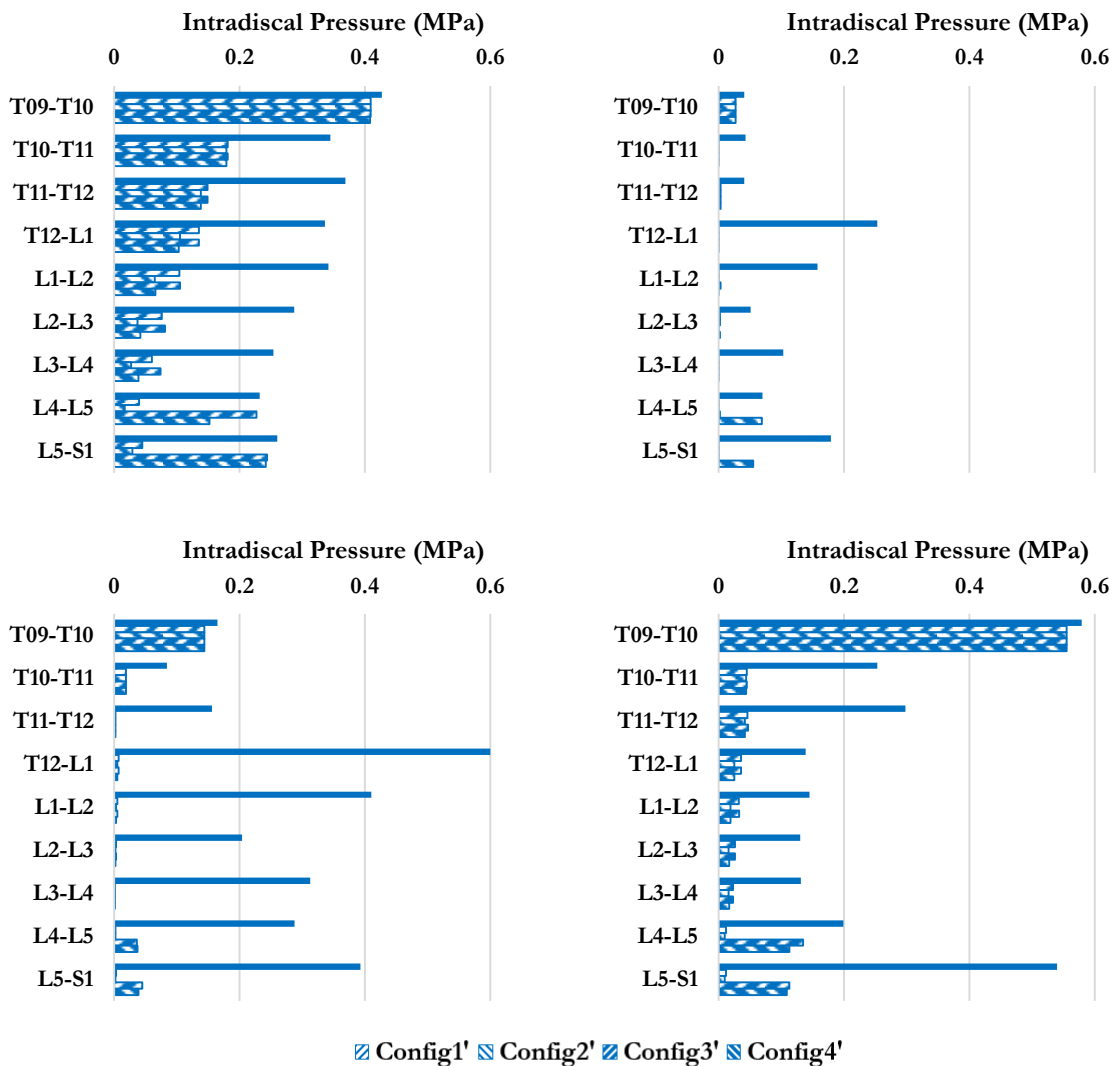 Intradiscal Pressure (MPa)
0 0.2 0.4 0.6
T09-T10
T10-T11
T11-T12
T12-L1
L1-L2
L2-L3
L3-L4
L4-L5
L5-S1
Intradiscal Pressure (MPa)
0 0.2 0.4 0.6
T09-T10
T10-T11
T11-T12
T12-L1
L1-L2
L2-L3
L3-L4
L4-L5
L5-S1
Intradiscal Pressure (MPa)
0 0.2 0.4 0.6
T09-T10
T10-T11
T11-T12
T12-L1
L1-L2
L2-L3
L3-L4
L4-L5
L5-S1
Intradiscal Pressure (MPa)
0 0.2 0.4 0.6
T09-T10
T10-T11
T11-T12
T12-L1
L1-L2
L2-L3
L3-L4
L4-L5
L5-S1
Config1' Config2' Config3' Config4'